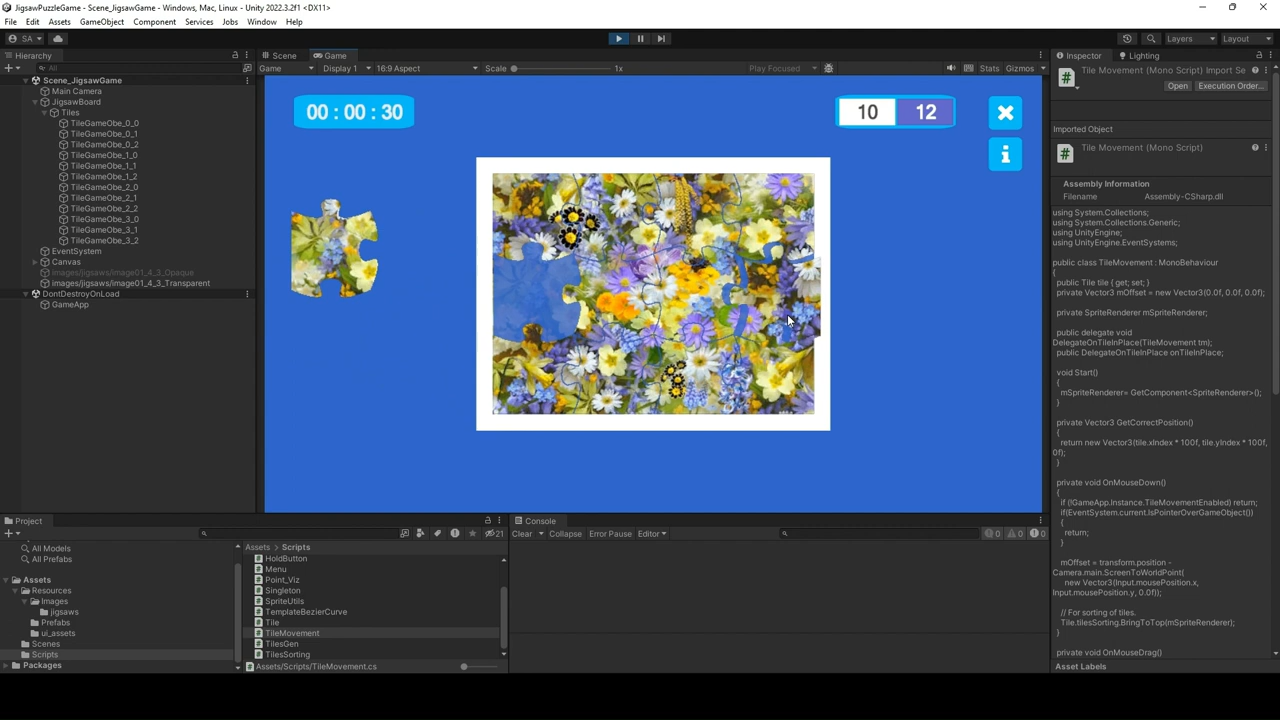 JigsawPuzzleGame - Scene_JigsawGame - Windows, Mac, Linux - Unity 2022.3.2f1 <DX11>
File Edit Assets GameObject Component Services Jobs Window Help
SA
Layers Layout
Hierarchy
All
Scene_JigsawGame
Main Camera
JigsawBoard
Tiles
TileGameObe_0_0
TileGameObe_0_1
TileGameObe_0_2
TileGameObe_1_0
TileGameObe_1_1
TileGameObe_1_2
TileGameObe_2_0
TileGameObe_2_1
TileGameObe_2_2
TileGameObe_3_0
TileGameObe_3_1
TileGameObe_3_2
EventSystem
Canvas
images/jigsaws/image01_4_3_Opaque
images/jigsaws/image01_4_3_Transparent
DontDestroyOnLoad
GameApp
Scene Game
Game Display 1 16:9 Aspect Scale 1x Play Focused Stats Gizmos
00 : 00 : 30
10 12
Inspector Lighting
Tile Movement (Mono Script) Import Se
Open Execution Order...
Imported Object
Tile Movement (Mono Script)
Assembly Information
Filename Assembly-CSharp.dll
using System.Collections;
using System.Collections.Generic;
using UnityEngine;
using UnityEngine.EventSystems;
public class TileMovement : MonoBehaviour
{
public Tile tile { get; set; }
private Vector3 mOffset = new Vector3(0.0f, 0.0f, 0.0f);
private SpriteRenderer mSpriteRenderer;
public delegate void
DelegateOnTileInPlace(TileMovement tm);
public DelegateOnTileInPlace onTileInPlace;
void Start()
{
mSpriteRenderer= GetComponent<SpriteRenderer>();
}
private Vector3 GetCorrectPosition()
{
return new Vector3(tile.xIndex * 100f, tile.yIndex * 100f,
0f);
}
private void OnMouseDown()
{
if (!GameApp.Instance.TileMovementEnabled) return;
if(EventSystem.current.IsPointerOverGameObject())
{
return;
}
mOffset = transform.position -
Camera.main.ScreenToWorldPoint(
new Vector3(Input.mousePosition.x,
Input.mousePosition.y, 0.0f));
// For sorting of tiles.
Tile.tilesSorting.BringToTop(mSpriteRenderer);
}
private void OnMouseDrag()
Asset Labels
Project
21
All Models
All Prefabs
Assets
Resources
Images
jigsaws
Prefabs
ui_assets
Scenes
Scripts
Packages
Assets > Scripts
HoldButton
Menu
Point_Viz
Singleton
SpriteUtils
TemplateBezierCurve
Tile
TileMovement
TilesGen
TilesSorting
Assets/Scripts/TileMovement.cs
Console
Clear Collapse Error Pause Editor 0 0 0